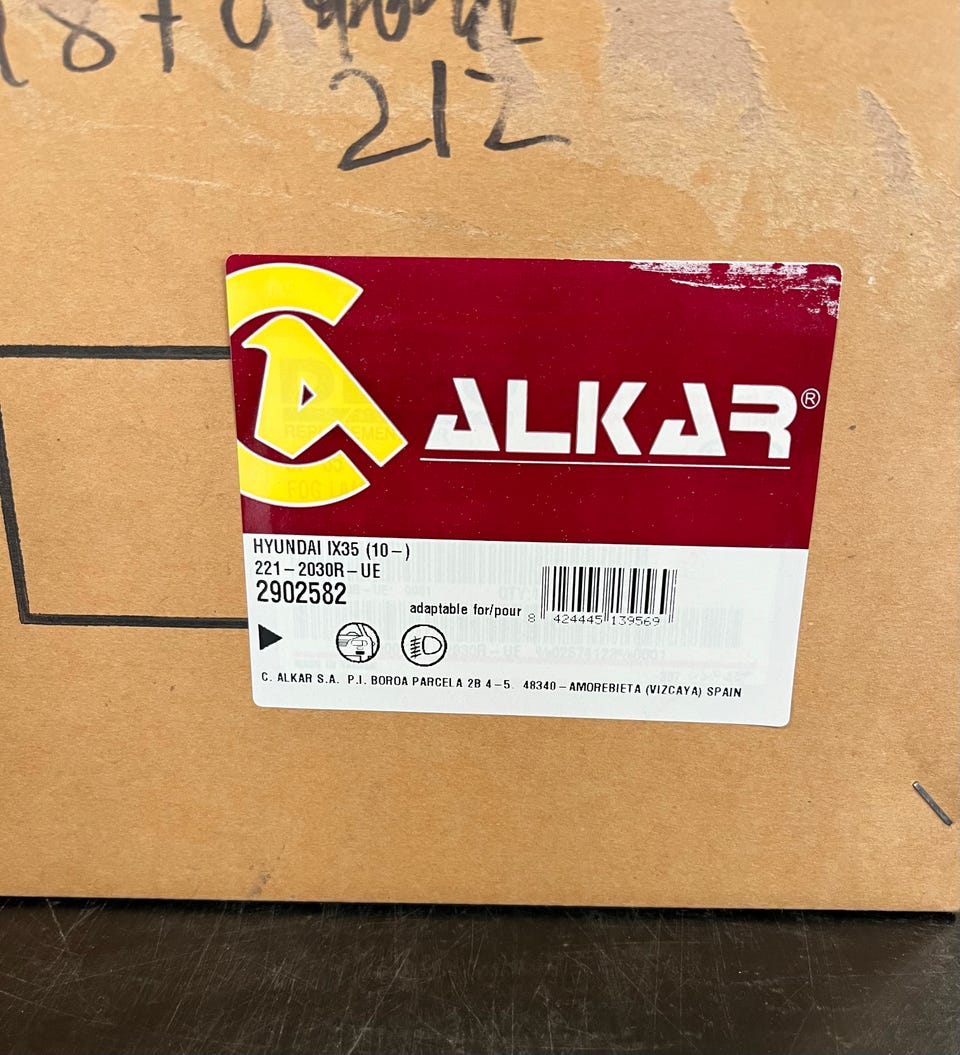 212
ALKAR®
HYUNDAI IX35 (10-)
221-2030R-UE
2902582
adaptable for/pour
8 424445 139569
C. ALKAR S.A. P.I. BOROA PARCELA 2B 4-5. 48340-AMOREBIETA (VIZCAYA) SPAIN